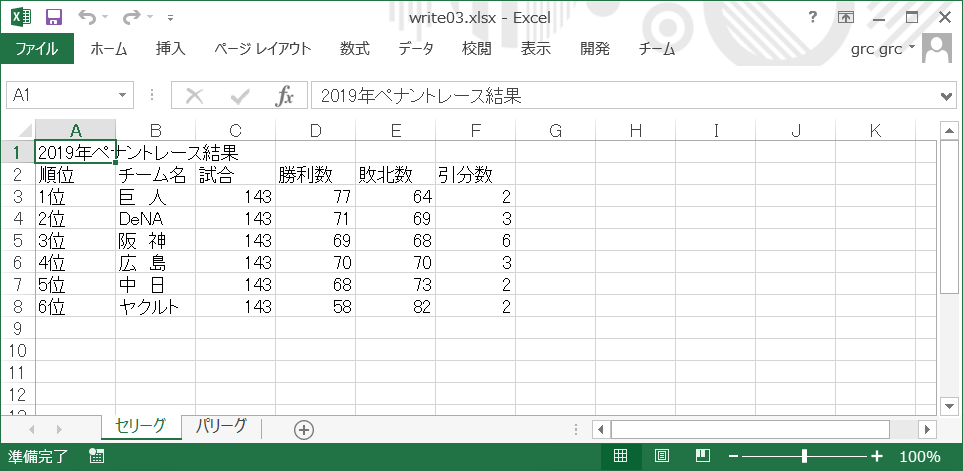 write03.xlsx - Excel
ファイル ホーム 挿入 ページ レイアウト 数式 データ 校閲 表示 開発 チーム grc grc
A1 fx 2019年ペナントレース結果
A B C D E F G H I J K
1 2019年ペナントレース結果
2 順位 チーム名 試合 勝利数 敗北数 引分数
3 1位 巨 人 143 77 64 2
4 2位 DeNA 143 71 69 3
5 3位 阪 神 143 69 68 6
6 4位 広 島 143 70 70 3
7 5位 中 日 143 68 73 2
8 6位 ヤクルト 143 58 82 2
9
10
11
12
セリーグ パリーグ
準備完了 100%